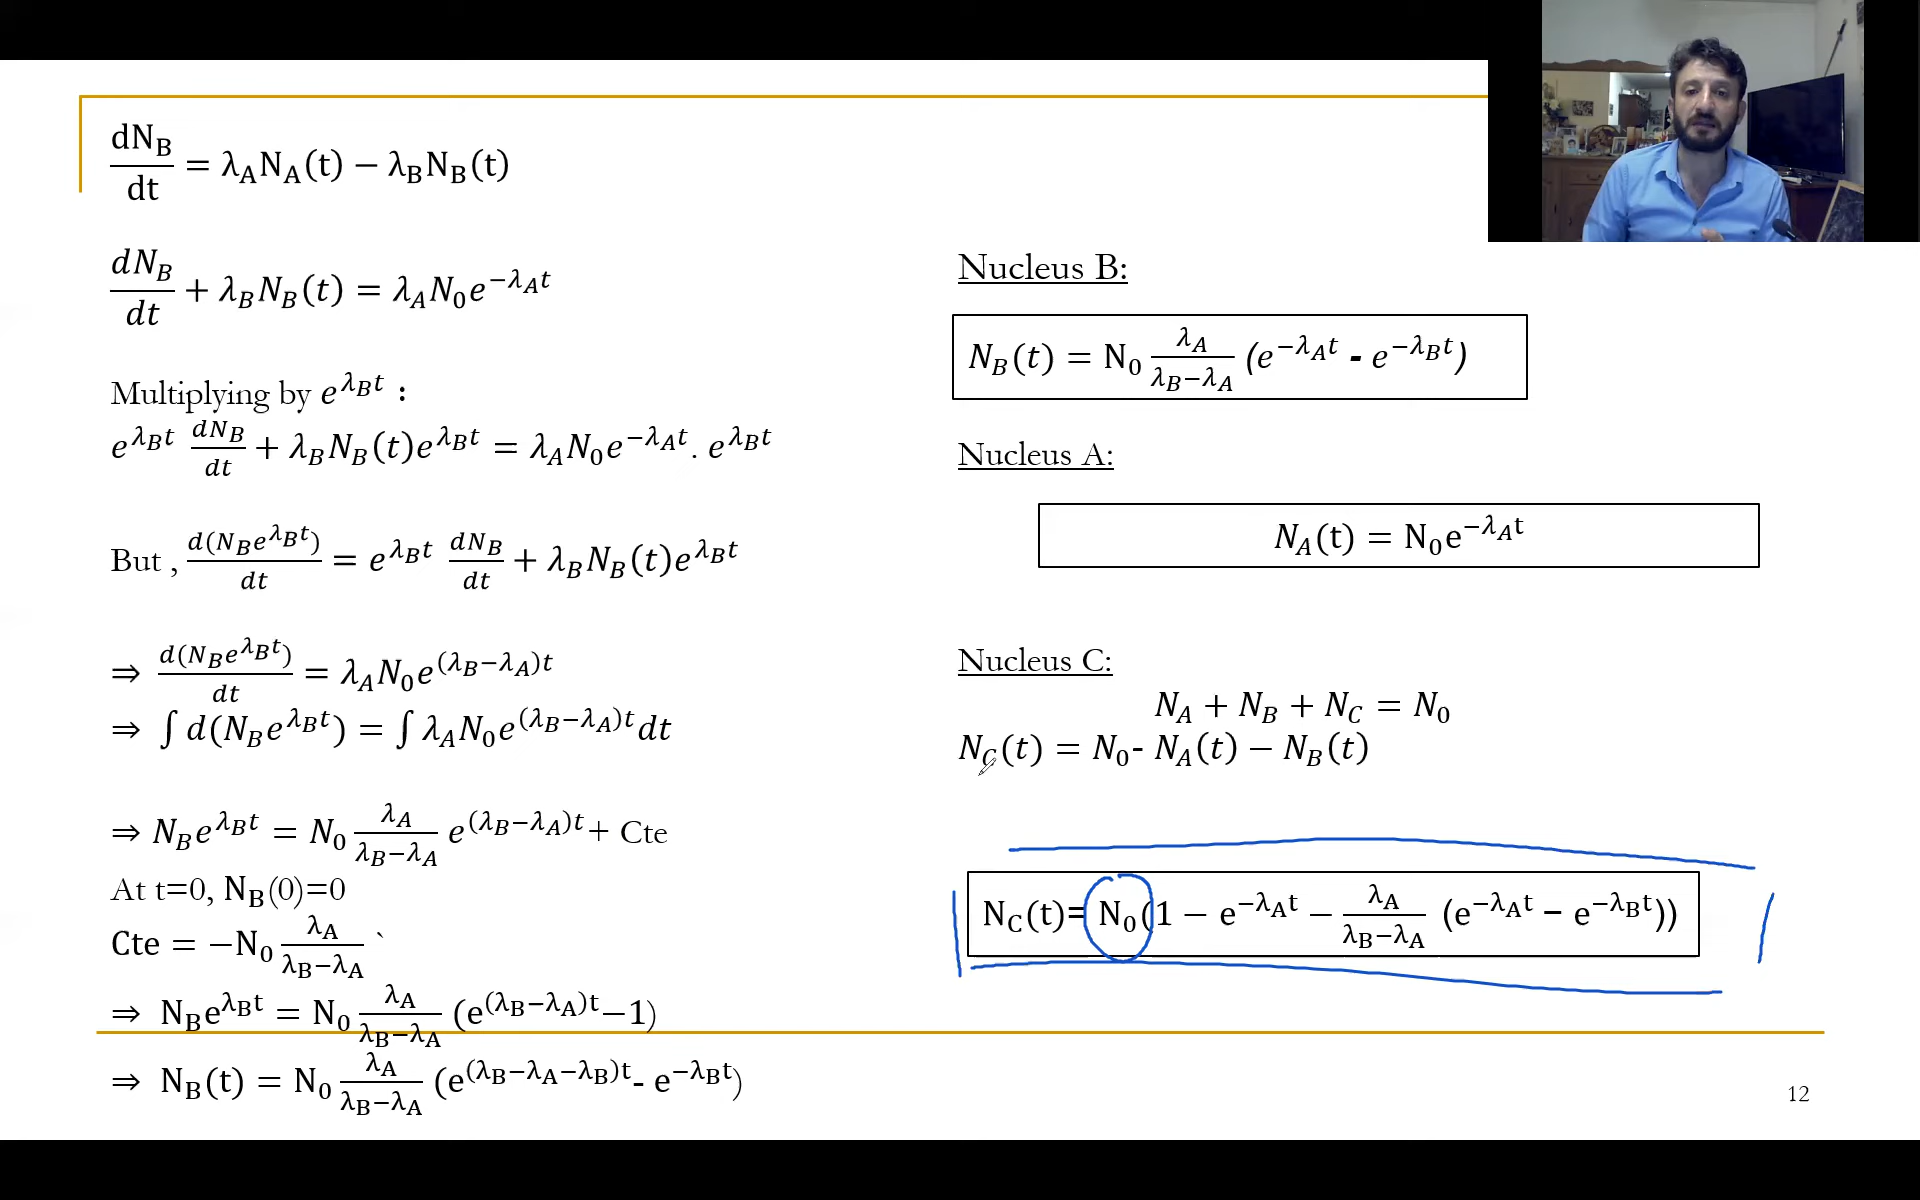 dN_B/dt = λ_A N_A(t) − λ_B N_B(t)
dN_B/dt + λ_B N_B(t) = λ_A N_0 e^{−λ_A t}
Multiplying by e^{λ_B t} :
e^{λ_B t} dN_B/dt + λ_B N_B(t) e^{λ_B t} = λ_A N_0 e^{−λ_A t} . e^{λ_B t}
But , d(N_B e^{λ_B t})/dt = e^{λ_B t} dN_B/dt + λ_B N_B(t) e^{λ_B t}
⇒ d(N_B e^{λ_B t})/dt = λ_A N_0 e^{(λ_B−λ_A)t}
⇒ ∫ d(N_B e^{λ_B t}) = ∫ λ_A N_0 e^{(λ_B−λ_A)t} dt
⇒ N_B e^{λ_B t} = N_0 λ_A/(λ_B−λ_A) e^{(λ_B−λ_A)t} + Cte
At t=0, N_B(0)=0
Cte = −N_0 λ_A/(λ_B−λ_A) `
⇒ N_B e^{λ_B t} = N_0 λ_A/(λ_B−λ_A) (e^{(λ_B−λ_A)t} −1)
⇒ N_B(t) = N_0 λ_A/(λ_B−λ_A) (e^{(λ_B−λ_A−λ_B)t} - e^{−λ_B t})
Nucleus B:
N_B(t) = N_0 λ_A/(λ_B−λ_A) (e^{−λ_A t} - e^{−λ_B t})
Nucleus A:
N_A(t) = N_0 e^{−λ_A t}
Nucleus C:
N_A + N_B + N_C = N_0
N_C(t) = N_0 - N_A(t) − N_B(t)
N_C(t)= N_0(1 − e^{−λ_A t} − λ_A/(λ_B−λ_A) (e^{−λ_A t} − e^{−λ_B t}))
12